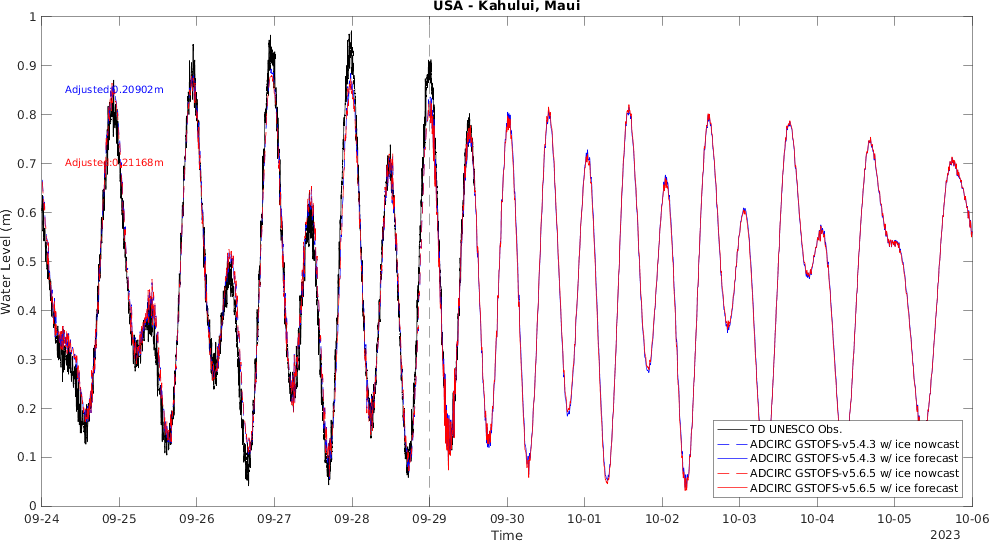 USA - Kahului, Maui
1
0.9
0.8
0.7
0.6
0.5
0.4
0.3
0.2
0.1
0
Water Level (m)
Adjusted:0.20902m
Adjusted:0.21168m
TD UNESCO Obs.
ADCIRC GSTOFS-v5.4.3 w/ ice nowcast
ADCIRC GSTOFS-v5.4.3 w/ ice forecast
ADCIRC GSTOFS-v5.6.5 w/ ice nowcast
ADCIRC GSTOFS-v5.6.5 w/ ice forecast
09-24 09-25 09-26 09-27 09-28 09-29 09-30 10-01 10-02 10-03 10-04 10-05 10-06
Time
2023